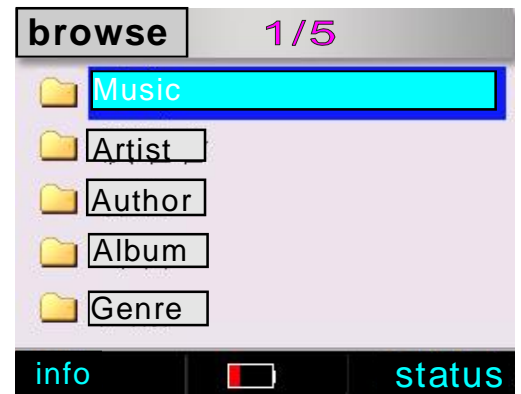 browse 1/5
Music
Artist
Author
Album
Genre
info status